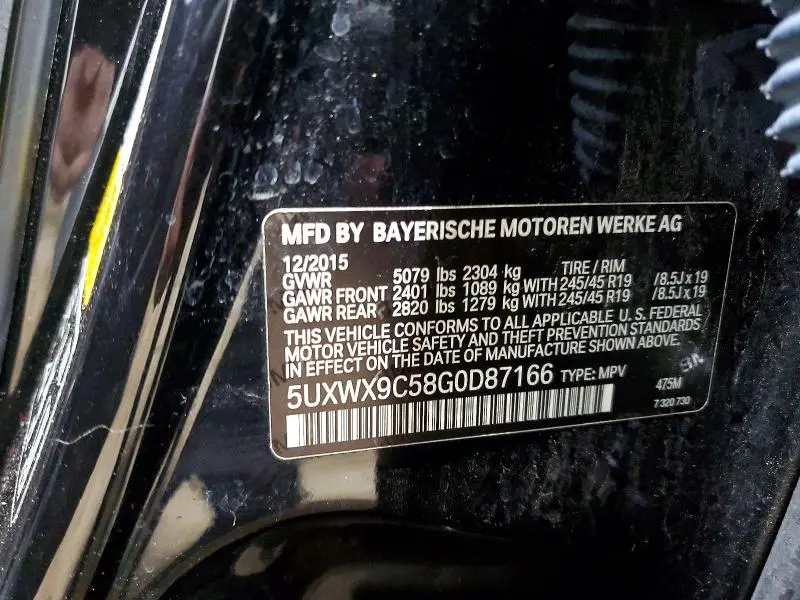 MFD BY BAYERISCHE MOTOREN WERKE AG
12/2015 TIRE / RIM
GVWR 5079 lbs 2304 kg
GAWR FRONT 2401 lbs 1089 kg WITH 245/45 R19 /8.5J x 19
GAWR REAR 2820 lbs 1279 kg WITH 245/45 R19 /8.5J x 19
THIS VEHICLE CONFORMS TO ALL APPLICABLE U. S. FEDERAL
MOTOR VEHICLE SAFETY AND THEFT PREVENTION STANDARDS
IN EFFECT ON THE DATE OF MANUFACTURE SHOWN ABOVE.
5UXWX9C58G0D87166 TYPE: MPV
475M
7 320 730